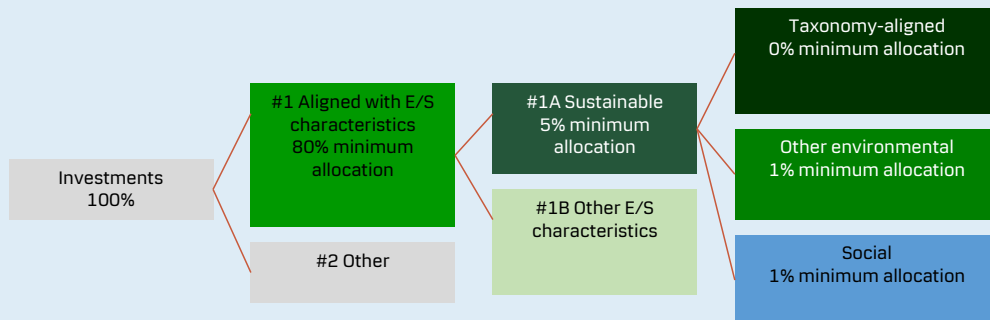 Investments
100%
#1 Aligned with E/S
characteristics
80% minimum
allocation
#2 Other
#1A Sustainable
5% minimum
allocation
#1B Other E/S
characteristics
Taxonomy-aligned
0% minimum allocation
Other environmental
1% minimum allocation
Social
1% minimum allocation